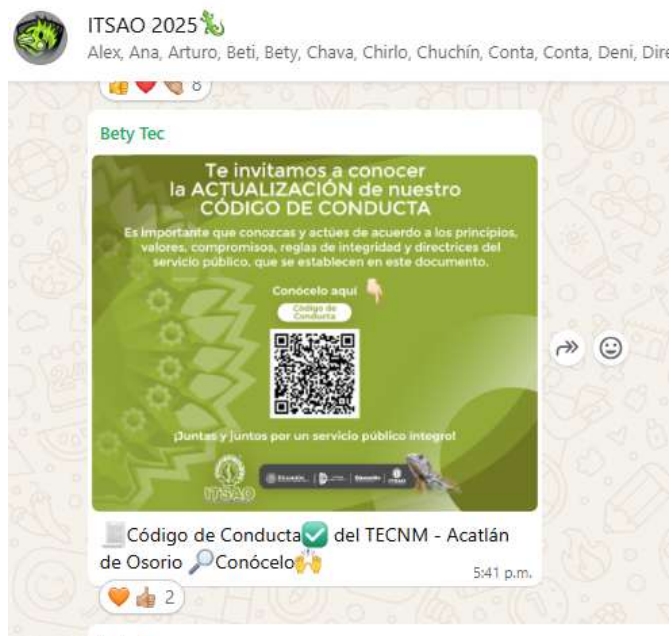 ITSAO 2025
Alex, Ana, Arturo, Beti, Bety, Chava, Chirlo, Chuchín, Conta, Conta, Deni, Dire
8
Bety Tec
Te invitamos a conocer
la ACTUALIZACIÓN de nuestro
CÓDIGO DE CONDUCTA
Es importante que conozcas y actúes de acuerdo a los principios,
valores, compromisos, reglas de integridad y directrices del
servicio público, que se establecen en este documento.
Conócelo aquí
Código de
Conducta
¡Juntas y juntos por un servicio público íntegro!
ITSAO
Código de Conducta✅ del TECNM - Acatlán
de Osorio 🔎Conócelo🙌
5:41 p.m.
2